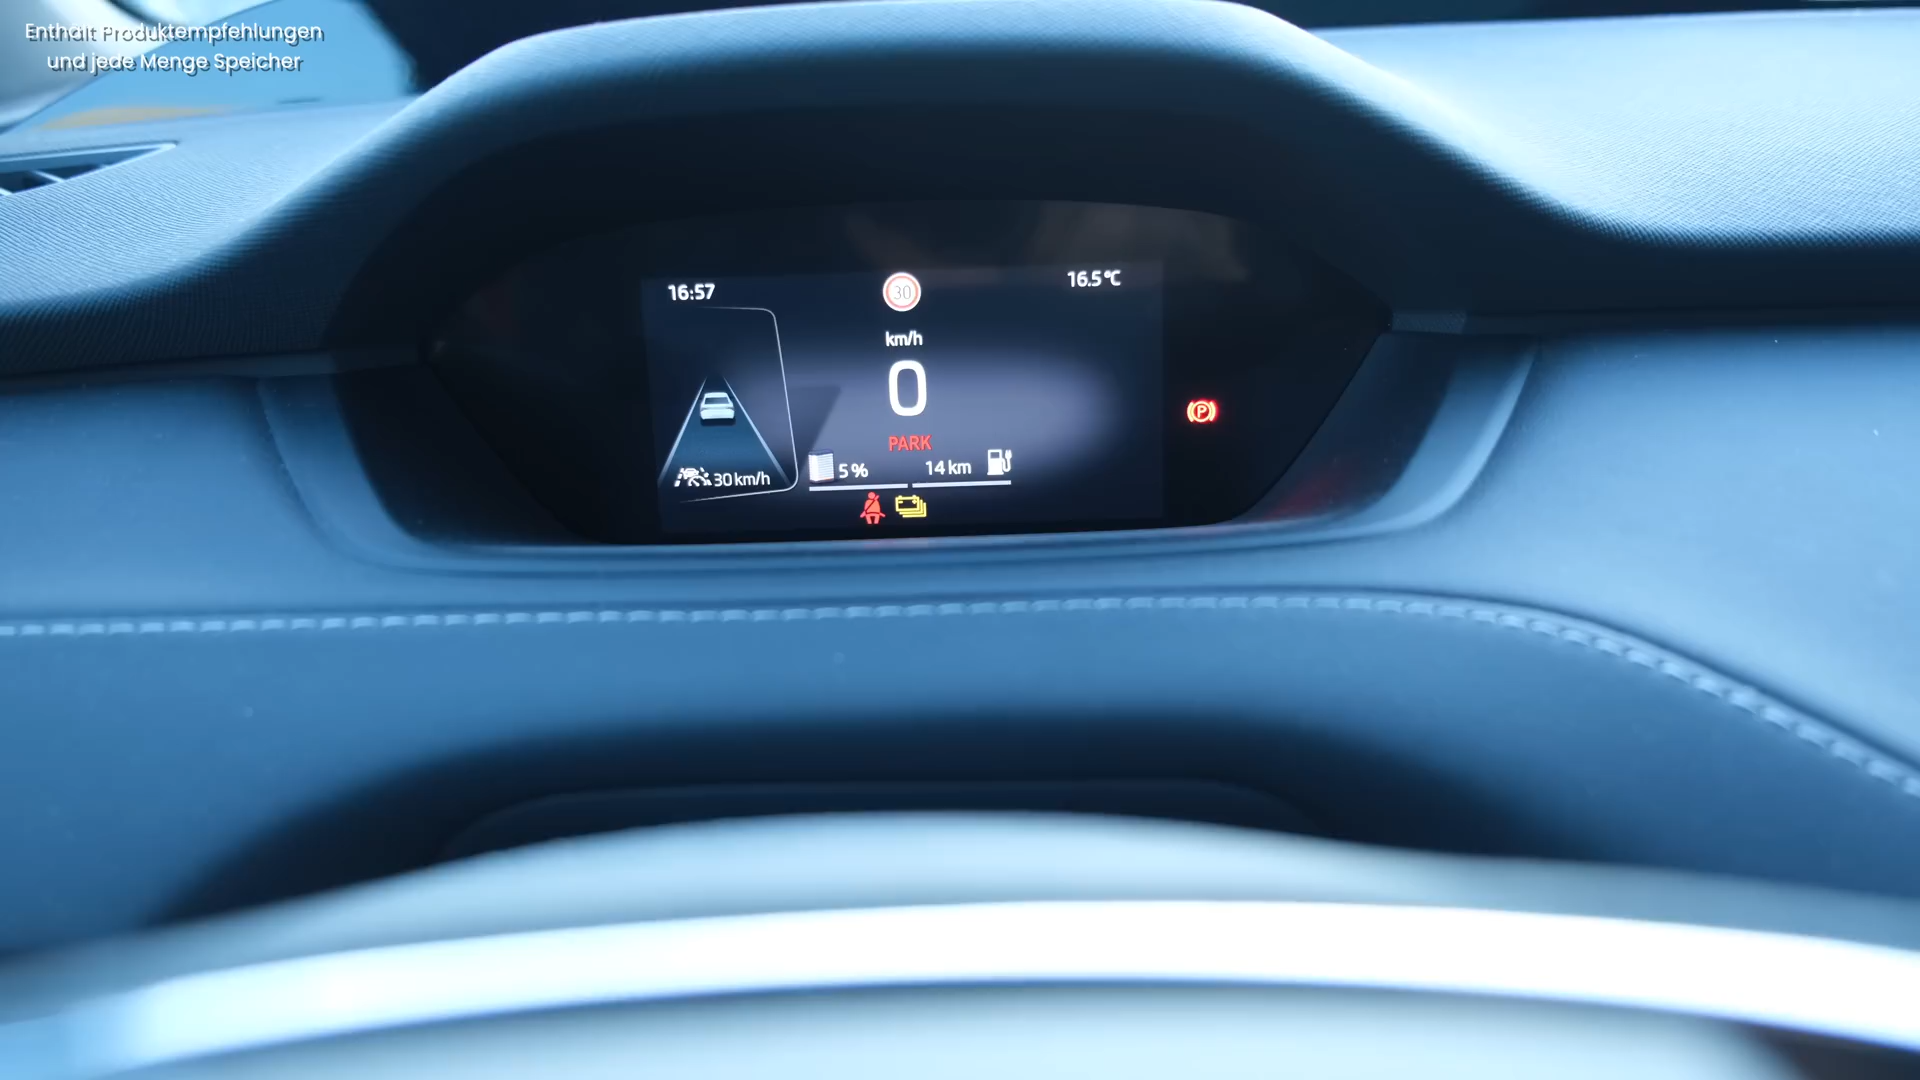 Enthält Produktempfehlungen
und jede Menge Speicher
16:57
30
16.5°C
km/h
0
PARK
30 km/h
5 %
14 km
P